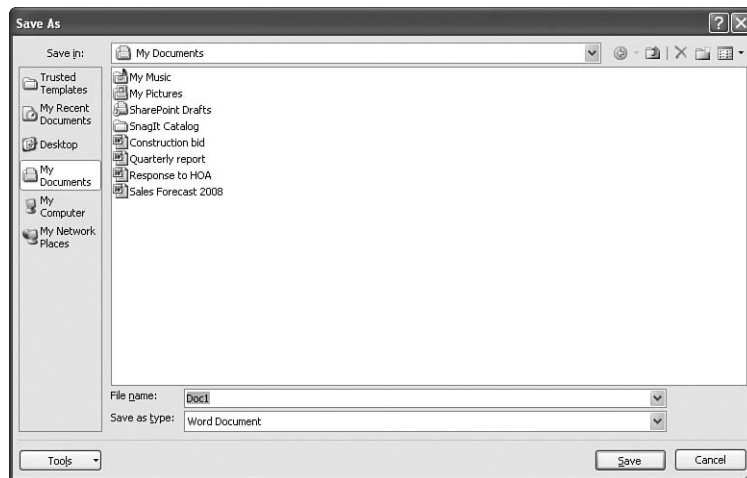 Save As
Save in:
My Documents
Trusted
Templates
My Recent
Documents
Desktop
My
Documents
My
Computer
My Network
Places
My Music
My Pictures
SharePoint Drafts
SnagIt Catalog
Construction bid
Quarterly report
Response to HOA
Sales Forecast 2008
File name:
Doc1
Save as type:
Word Document
Tools
Save
Cancel